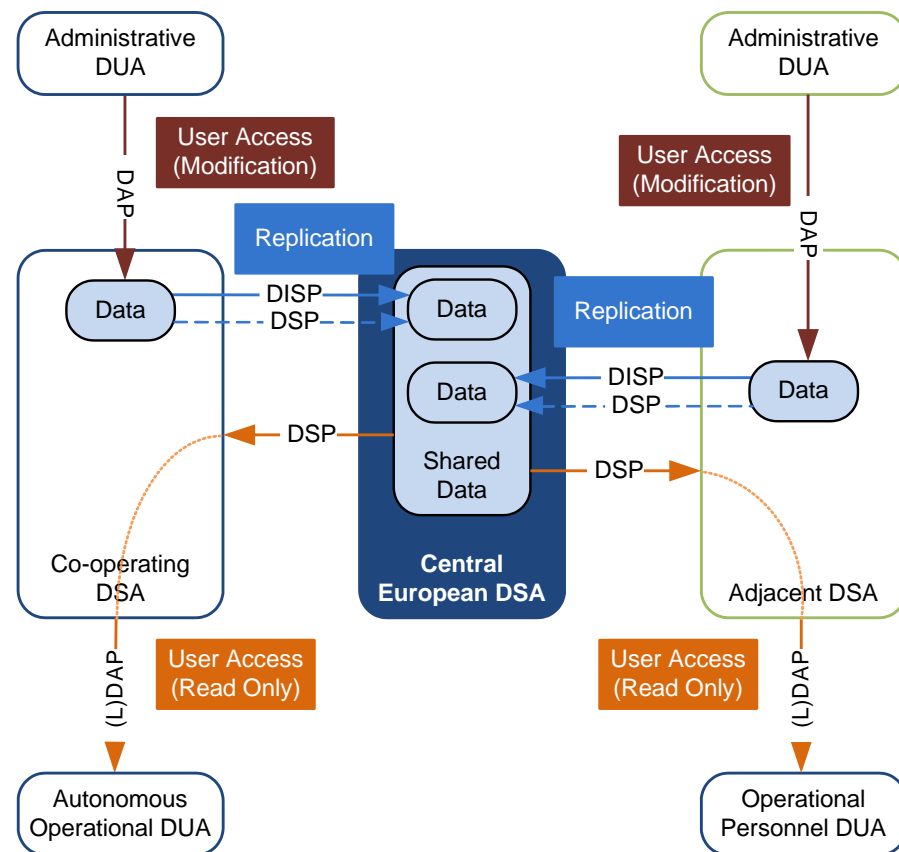 Administrative
DUA
Administrative
DUA
User Access
(Modification)
User Access
(Modification)
DAP
DAP
Replication
Replication
Data
DISP
DSP
Data
Data
DISP
DSP
Data
DSP
Shared
Data
DSP
Co-operating
DSA
Central
European DSA
Adjacent DSA
User Access
(Read Only)
User Access
(Read Only)
(L)DAP
(L)DAP
Autonomous
Operational DUA
Operational
Personnel DUA